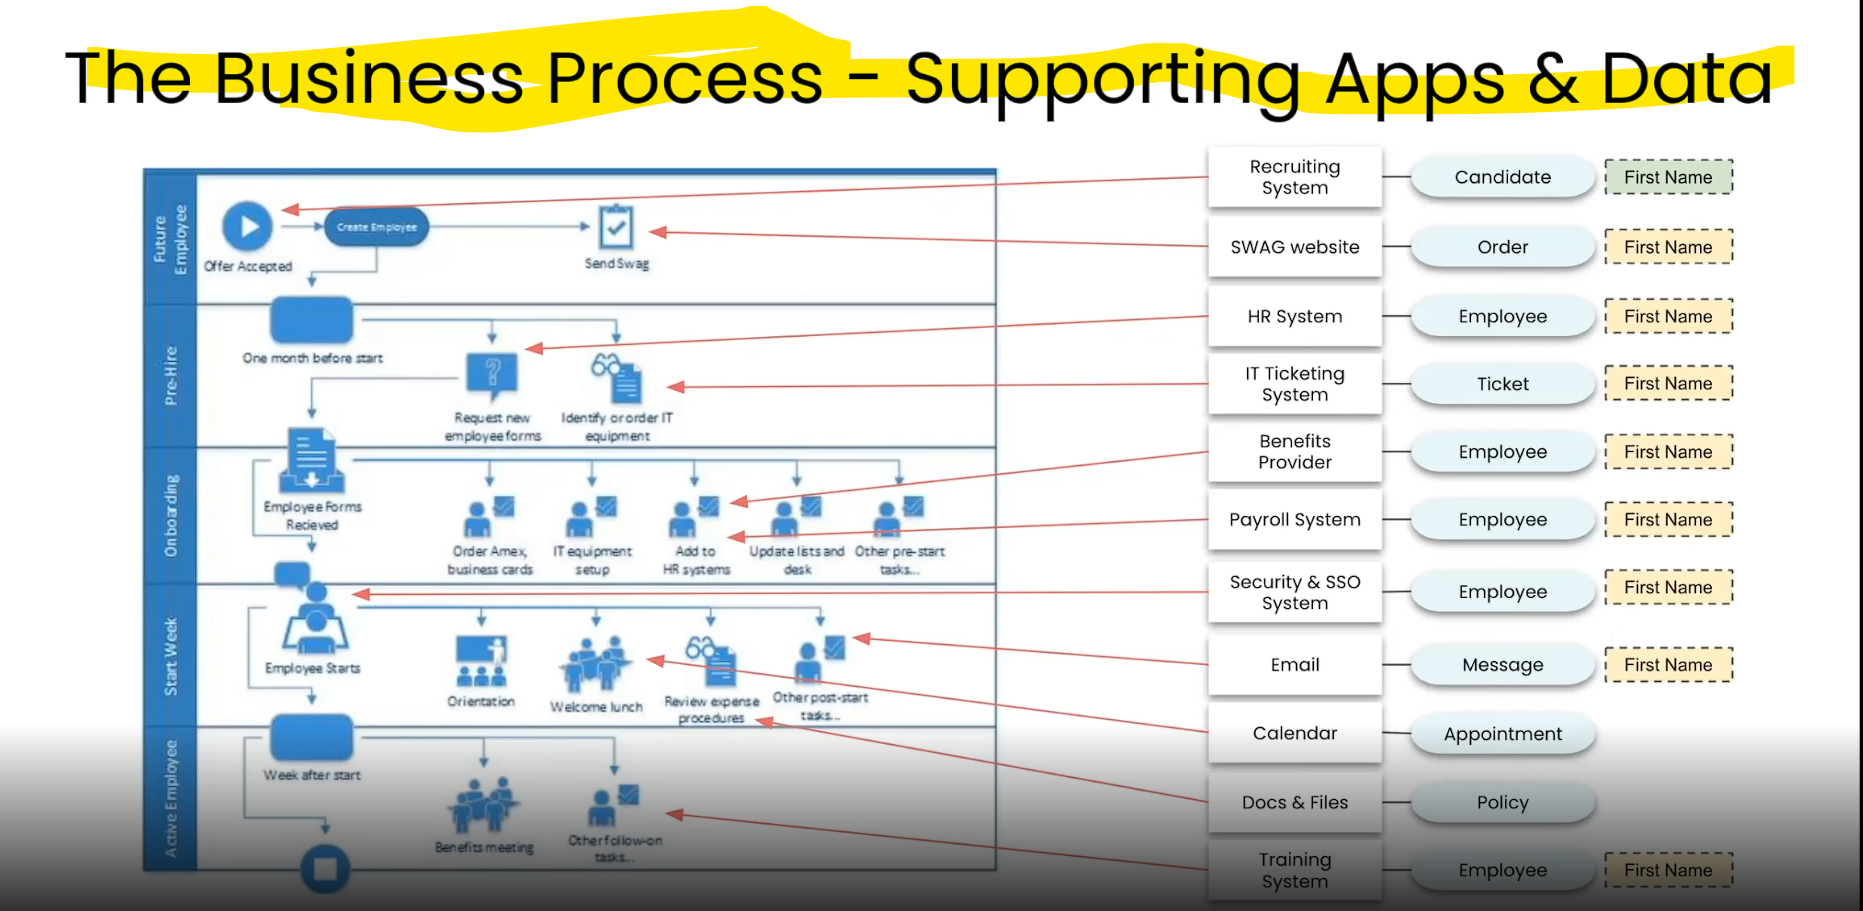 The Business Process - Supporting Apps & Data
Future
Employee
Offer Accepted
Create Employee
Send Swag
Pre-Hire
One month before start
?
Request new
employee forms
Identify or order IT
equipment
Onboarding
Employee Forms
Recieved
Order Amex,
business cards
IT equipment
setup
Add to
HR systems
Update lists and
desk
Other pre-start
tasks...
Start Week
Employee Starts
Orientation
Welcome lunch
Review expense
procedures
Other post-start
tasks...
Active Employee
Week after start
Benefits meeting
Other follow-on
tasks...
Recruiting
System
Candidate
First Name
SWAG website
Order
First Name
HR System
Employee
First Name
IT Ticketing
System
Ticket
First Name
Benefits
Provider
Employee
First Name
Payroll System
Employee
First Name
Security & SSO
System
Employee
First Name
Email
Message
First Name
Calendar
Appointment
Docs & Files
Policy
Training
System
Employee
First Name